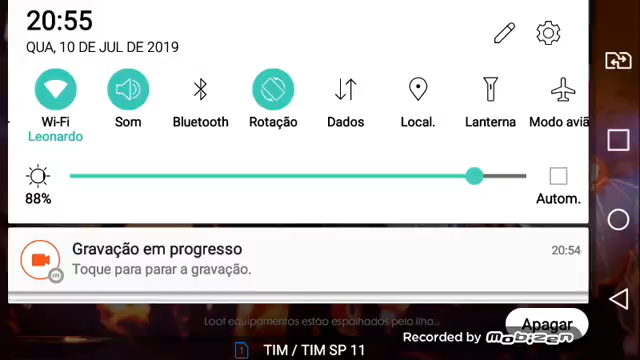 20:55
QUA, 10 DE JUL DE 2019
Wi-Fi
Leonardo
Som
Bluetooth
Rotação
Dados
Local.
Lanterna
Modo aviã
88%
Autom.
Gravação em progresso
20:54
Toque para parar a gravação.
m
Loot equipamentos estão espalhados pela ilha...
Apagar
Recorded by Mobizen
1
TIM / TIM SP 11